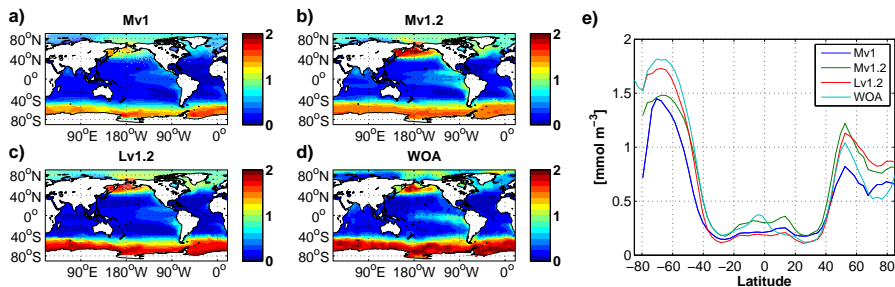 a)
Mv1
80°N
40°N
0°
40°S
80°S
90°E
180°W
90°W
0°
2
1
0
b)
Mv1.2
80°N
40°N
0°
40°S
80°S
90°E
180°W
90°W
0°
2
1
0
c)
Lv1.2
80°N
40°N
0°
40°S
80°S
90°E
180°W
90°W
0°
2
1
0
d)
WOA
80°N
40°N
0°
40°S
80°S
90°E
180°W
90°W
0°
2
1
0
e)
[mmol m−3]
2
1.5
1
0.5
0
−80
−60
−40
−20
0
20
40
60
80
Latitude
Mv1
Mv1.2
Lv1.2
WOA